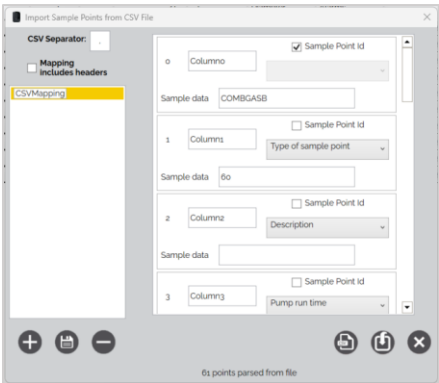 Import Sample Points from CSV File
CSV Separator: ,
Mapping
includes headers
CSVMapping
Sample Point Id
0 Column0
Sample data COMBGASB
Sample Point Id
1 Column1 Type of sample point
Sample data 60
Sample Point Id
2 Column2 Description
Sample data
Sample Point Id
3 Column3 Pump run time
61 points parsed from file